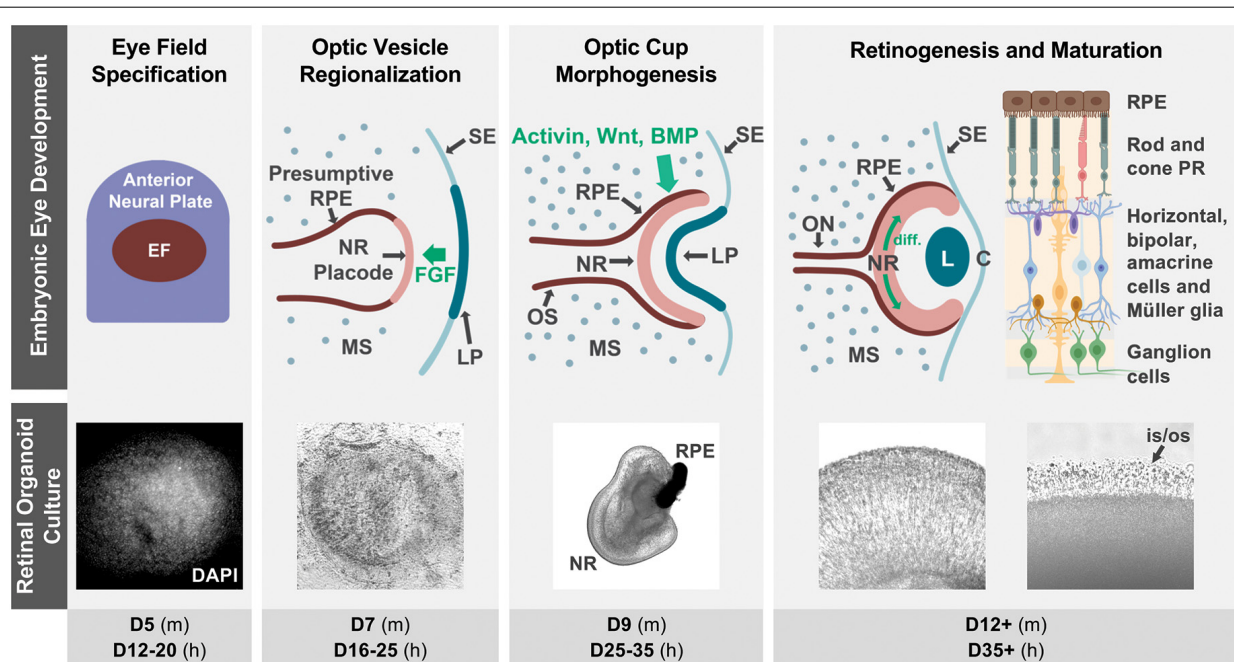 Embryonic Eye Development
Eye Field
Specification
Anterior
Neural Plate
EF
Optic Vesicle
Regionalization
SE
Presumptive
RPE
NR
Placode
FGF
MS
LP
Optic Cup
Morphogenesis
Activin, Wnt, BMP
SE
RPE
NR
LP
OS
MS
Retinogenesis and Maturation
SE
RPE
ON
diff.
NR
L
C
MS
RPE
Rod and
cone PR
Horizontal,
bipolar,
amacrine
cells and
Müller glia
Ganglion
cells
Retinal Organoid
Culture
DAPI
RPE
NR
is/os
D5 (m)
D12-20 (h)
D7 (m)
D16-25 (h)
D9 (m)
D25-35 (h)
D12+ (m)
D35+ (h)